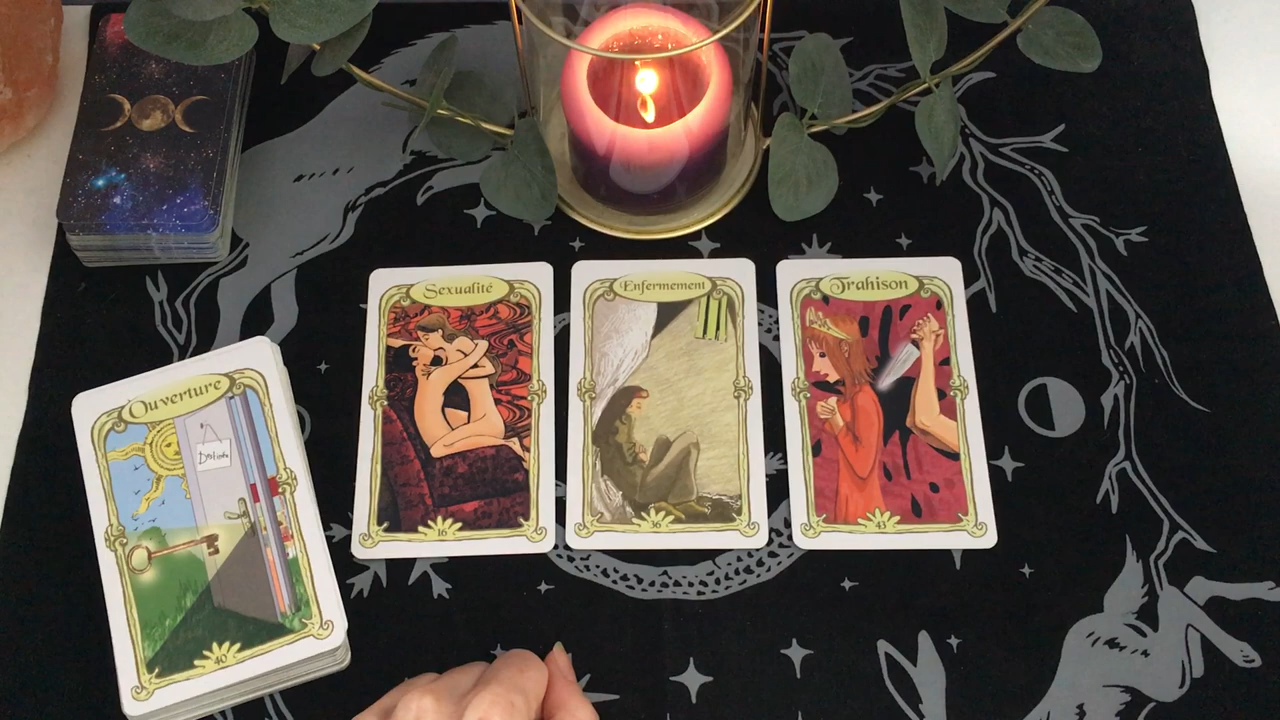 Sexualité
16
Enfermement
36
Trahison
43
Ouverture
40